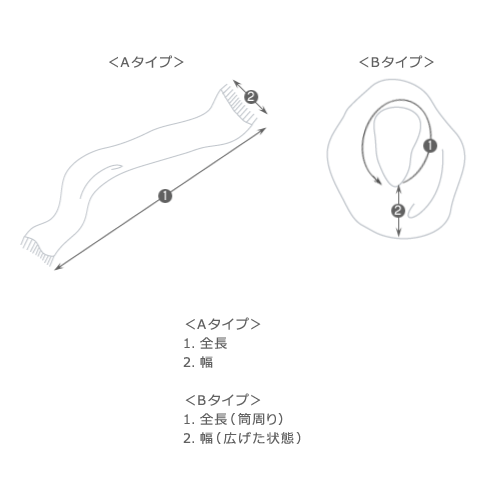 ＜Aタイプ＞
＜Bタイプ＞
2
1
1
2
＜Aタイプ＞
1. 全長
2. 幅
＜Bタイプ＞
1. 全長（筒周り）
2. 幅（広げた状態）